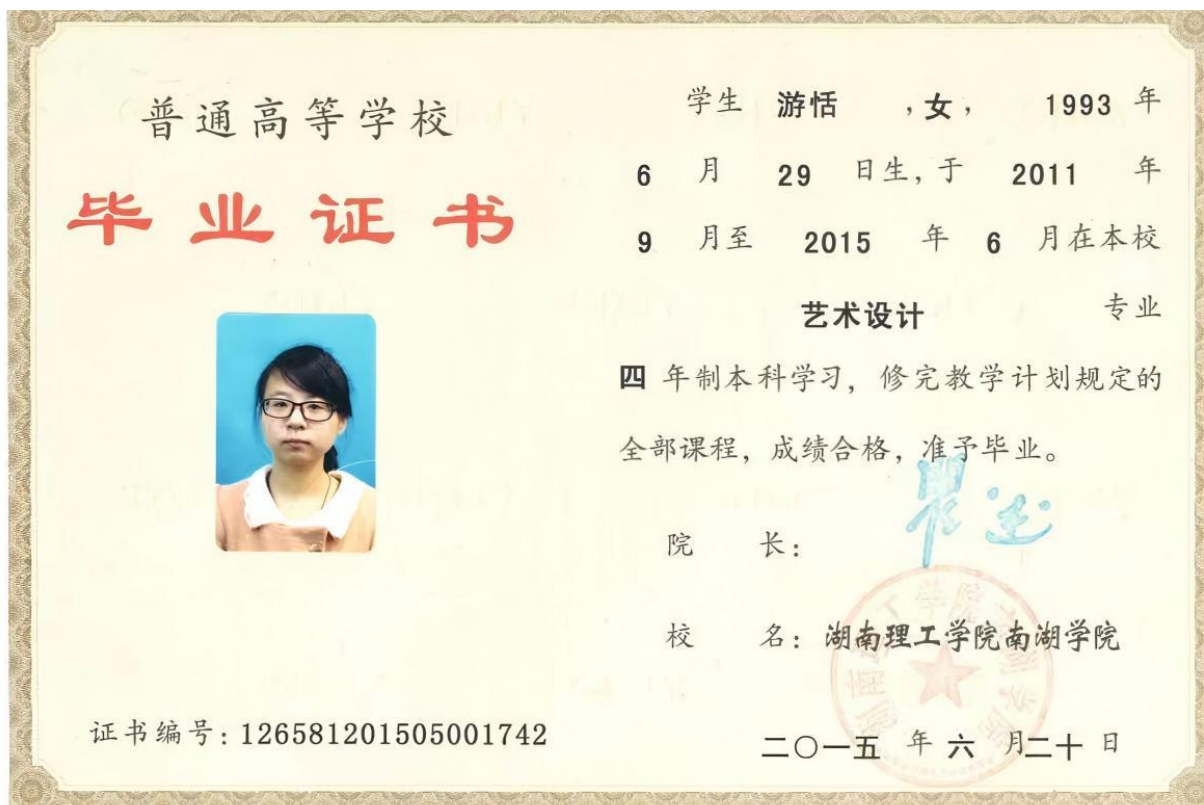 普通高等学校
毕业证书
证书编号：126581201505001742
学生 游恬 ，女， 1993 年
6 月 29 日生，于 2011 年
9 月至 2015 年 6 月在本校
艺术设计 专业
四 年制本科学习，修完教学计划规定的
全部课程，成绩合格，准予毕业。
院 长：
校 名：湖南理工学院南湖学院
二〇一五 年 六 月二十 日